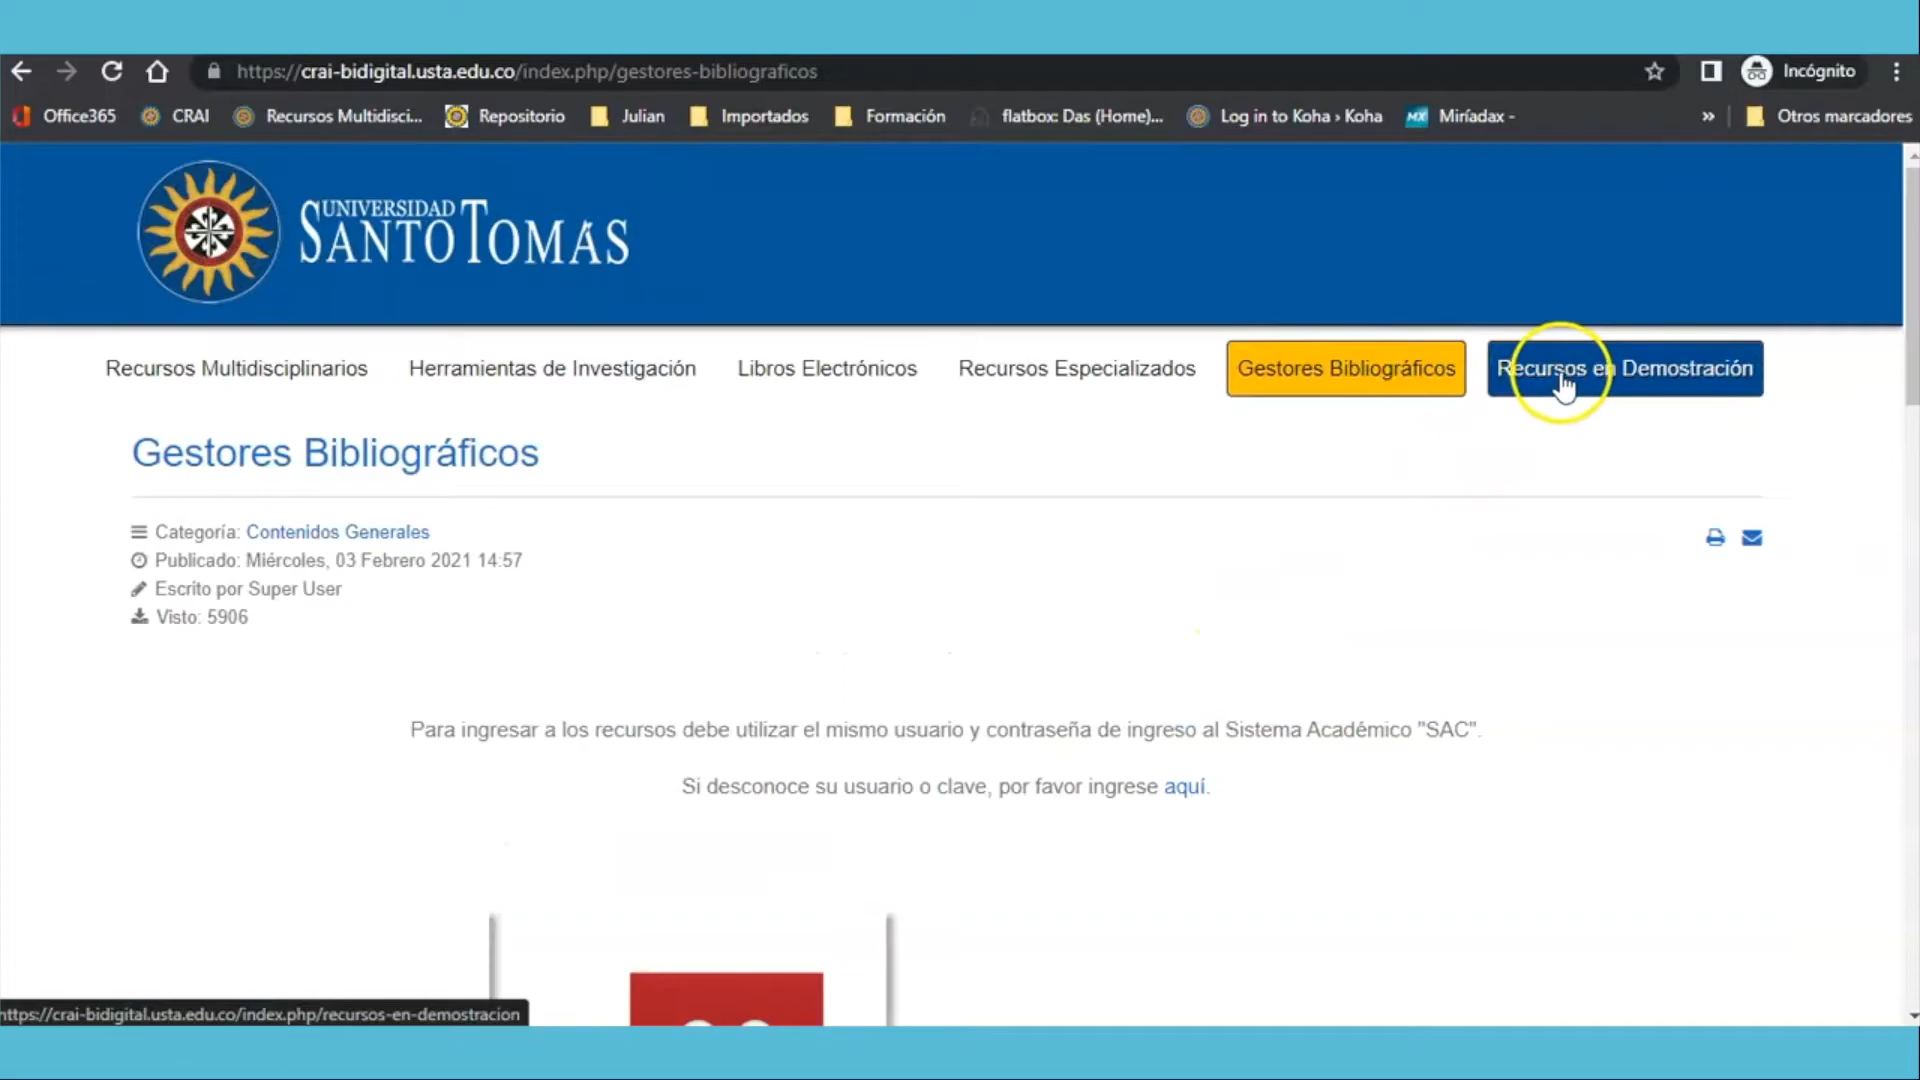 https://crai-bidigital.usta.edu.co/index.php/gestores-bibliograficos
Incógnito
Office365 CRAI Recursos Multidisci... Repositorio Julian Importados Formación flatbox: Das (Home)... Log in to Koha › Koha MX Miríadax - » Otros marcadores
UNIVERSIDAD
SANTO TOMÁS
Recursos Multidisciplinarios Herramientas de Investigación Libros Electrónicos Recursos Especializados Gestores Bibliográficos Recursos en Demostración
Gestores Bibliográficos
Categoría: Contenidos Generales
Publicado: Miércoles, 03 Febrero 2021 14:57
Escrito por Super User
Visto: 5906
Para ingresar a los recursos debe utilizar el mismo usuario y contraseña de ingreso al Sistema Académico "SAC".
Si desconoce su usuario o clave, por favor ingrese aquí.
https://crai-bidigital.usta.edu.co/index.php/recursos-en-demostracion